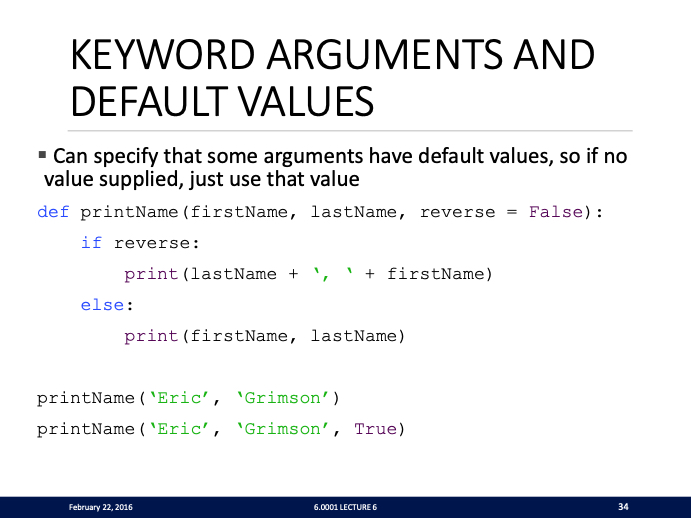 KEYWORD ARGUMENTS AND
DEFAULT VALUES
▪ Can specify that some arguments have default values, so if no
value supplied, just use that value
def printName(firstName, lastName, reverse = False):
    if reverse:
        print(lastName + ‘, ‘ + firstName)
    else:
        print(firstName, lastName)
printName(‘Eric’, ‘Grimson’)
printName(‘Eric’, ‘Grimson’, True)
February 22, 2016
6.0001 LECTURE 6
34